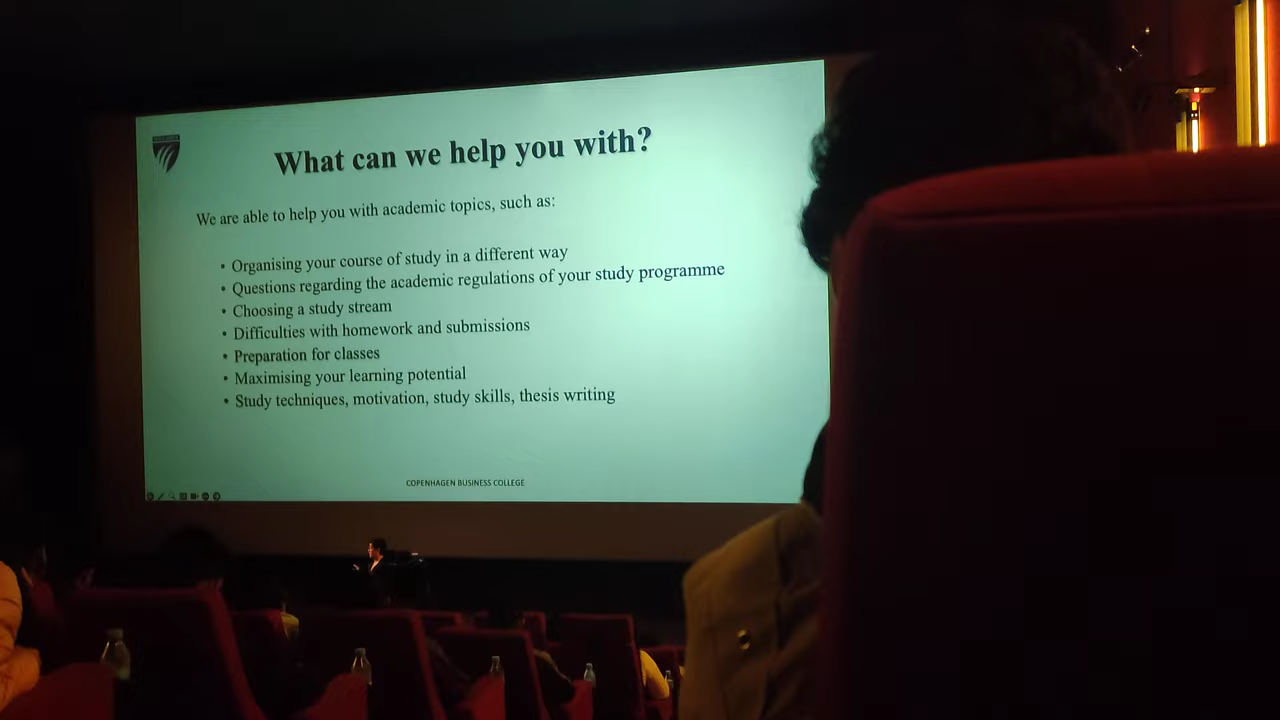 What can we help you with?
We are able to help you with academic topics, such as:
• Organising your course of study in a different way
• Questions regarding the academic regulations of your study programme
• Choosing a study stream
• Difficulties with homework and submissions
• Preparation for classes
• Maximising your learning potential
• Study techniques, motivation, study skills, thesis writing
COPENHAGEN BUSINESS COLLEGE